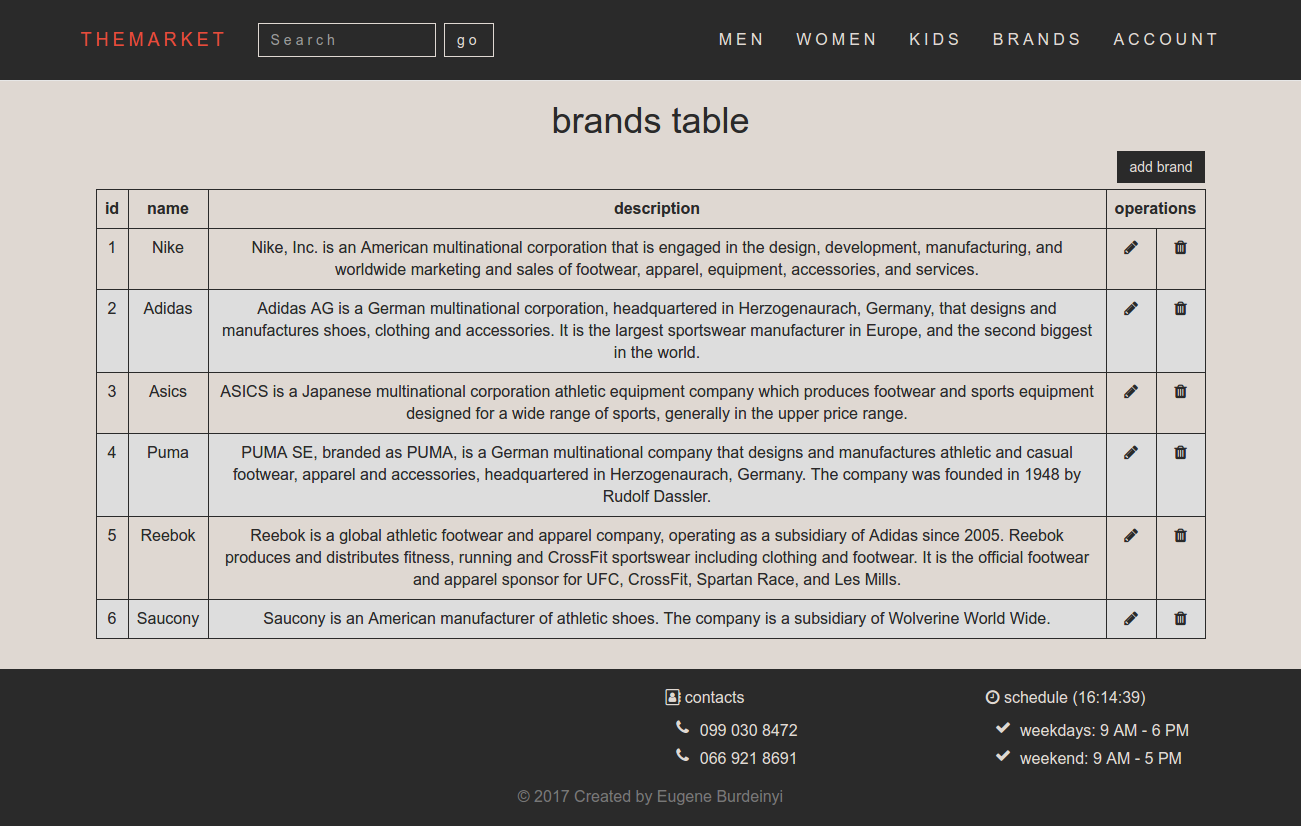 THEMARKET Search go MEN WOMEN KIDS BRANDS ACCOUNT
brands table
add brand
id name description operations
1 Nike Nike, Inc. is an American multinational corporation that is engaged in the design, development, manufacturing, and
worldwide marketing and sales of footwear, apparel, equipment, accessories, and services.
2 Adidas Adidas AG is a German multinational corporation, headquartered in Herzogenaurach, Germany, that designs and
manufactures shoes, clothing and accessories. It is the largest sportswear manufacturer in Europe, and the second biggest
in the world.
3 Asics ASICS is a Japanese multinational corporation athletic equipment company which produces footwear and sports equipment
designed for a wide range of sports, generally in the upper price range.
4 Puma PUMA SE, branded as PUMA, is a German multinational company that designs and manufactures athletic and casual
footwear, apparel and accessories, headquartered in Herzogenaurach, Germany. The company was founded in 1948 by
Rudolf Dassler.
5 Reebok Reebok is a global athletic footwear and apparel company, operating as a subsidiary of Adidas since 2005. Reebok
produces and distributes fitness, running and CrossFit sportswear including clothing and footwear. It is the official footwear
and apparel sponsor for UFC, CrossFit, Spartan Race, and Les Mills.
6 Saucony Saucony is an American manufacturer of athletic shoes. The company is a subsidiary of Wolverine World Wide.
contacts schedule (16:14:39)
099 030 8472 weekdays: 9 AM - 6 PM
066 921 8691 weekend: 9 AM - 5 PM
© 2017 Created by Eugene Burdeinyi